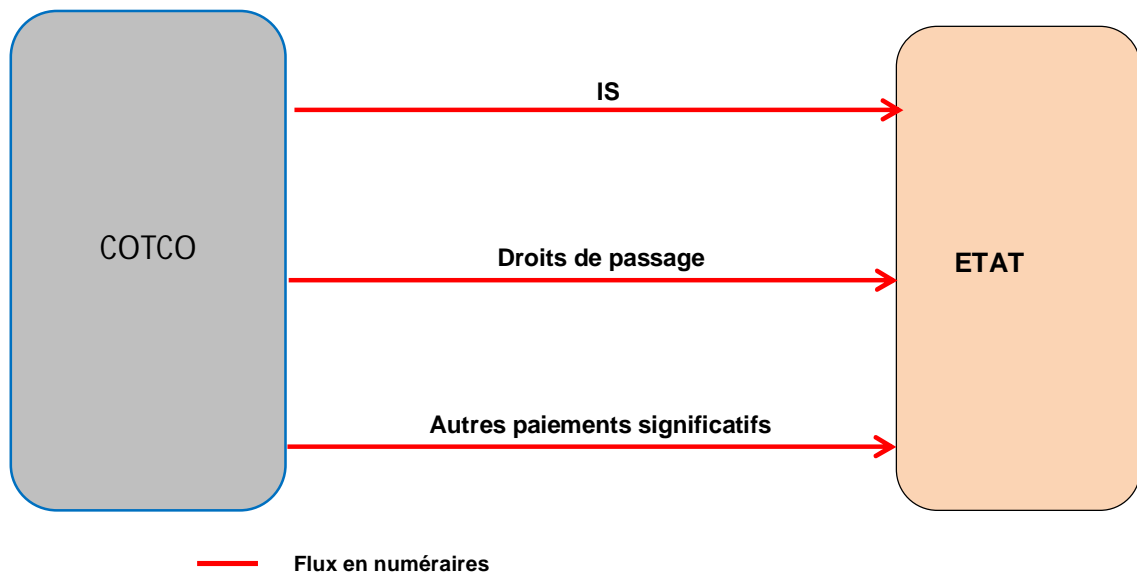 IS
COTCO
Droits de passage
ETAT
Autres paiements significatifs
Flux en numéraires